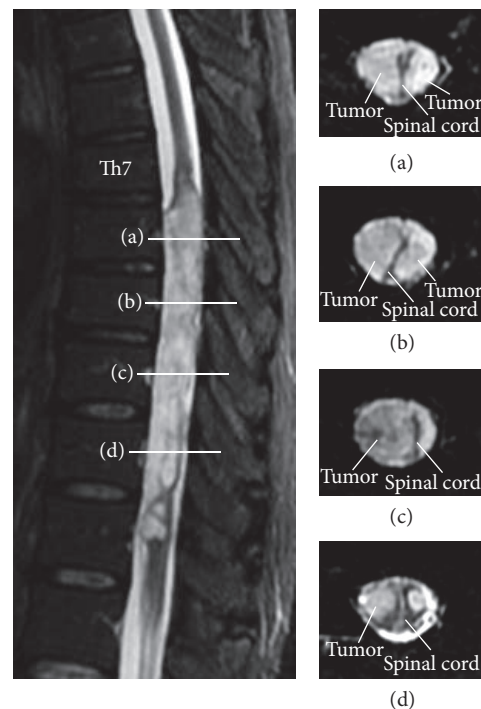 Th7
(a)
(b)
(c)
(d)
Tumor
Tumor
Spinal cord
(a)
Tumor
Tumor
Spinal cord
(b)
Tumor
Spinal cord
(c)
Tumor
Spinal cord
(d)